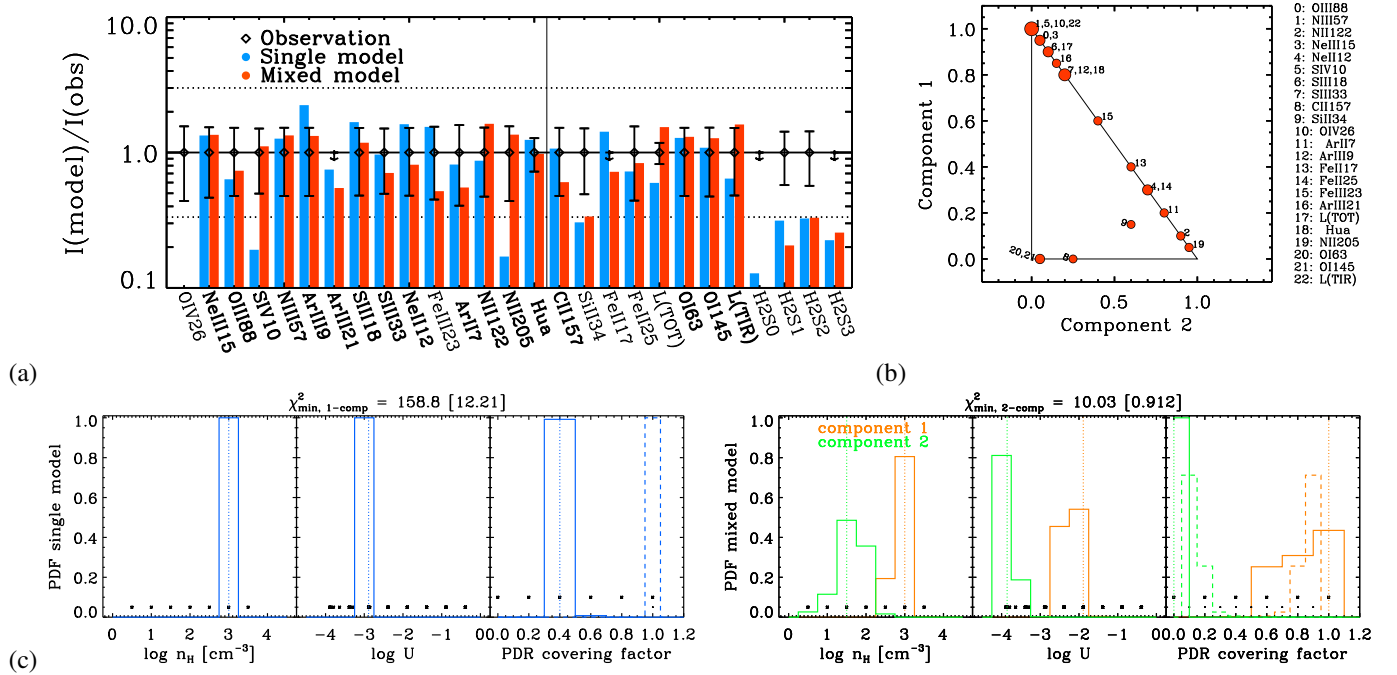 10.0
1.0
0.1
I(model)/I(obs)
Observation
Single model
Mixed model
OIV26
NeIII15
OIII88
SIV10
NIII57
ArIII9
ArIII21
SIII18
SIII33
NeII12
FeIII23
ArII7
NII122
NII205
Hua
CII157
SiII34
FeII17
FeII25
L(TOT)
OI63
OI145
L(TIR)
H2S0
H2S1
H2S2
H2S3
(a)
1.0
0.8
0.6
0.4
0.2
0.0
Component 1
1,5,10,22
0,3
6,17
16
7,12,18
15
13
4,14
11
9
2
19
20,21
8
0.0 0.5 1.0
Component 2
0: OIII88
1: NIII57
2: NII122
3: NeIII15
4: NeII12
5: SIV10
6: SIII18
7: SIII33
8: CII157
9: SiII34
10: OIV26
11: ArII7
12: ArIII9
13: FeII17
14: FeII25
15: FeIII23
16: ArIII21
17: L(TOT)
18: Hua
19: NII205
20: OI63
21: OI145
22: L(TIR)
(b)
χ²min, 1-comp = 158.8 [12.21]
PDF single model
1.0
0.8
0.6
0.4
0.2
0.0
0 1 2 3 4
log nH [cm⁻³]
−4 −3 −2 −1
log U
0.0 0.2 0.4 0.6 0.8 1.0 1.2
PDR covering factor
χ²min, 2-comp = 10.03 [0.912]
component 1
component 2
PDF mixed model
1.0
0.8
0.6
0.4
0.2
0.0
0 1 2 3 4
log nH [cm⁻³]
−4 −3 −2 −1
log U
0.0 0.2 0.4 0.6 0.8 1.0 1.2
PDR covering factor
(c)